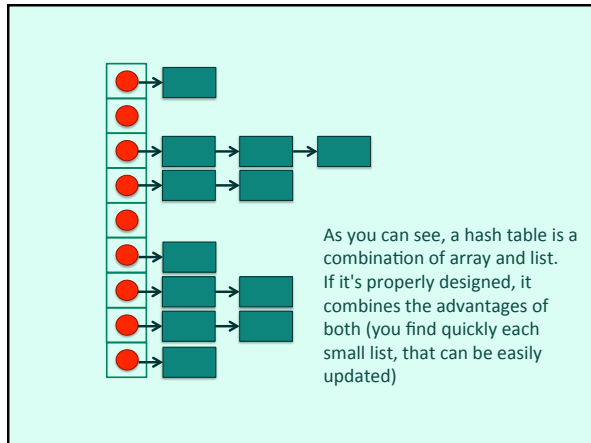 As you can see, a hash table is a
combination of array and list.
If it's properly designed, it
combines the advantages of
both (you find quickly each
small list, that can be easily
updated)